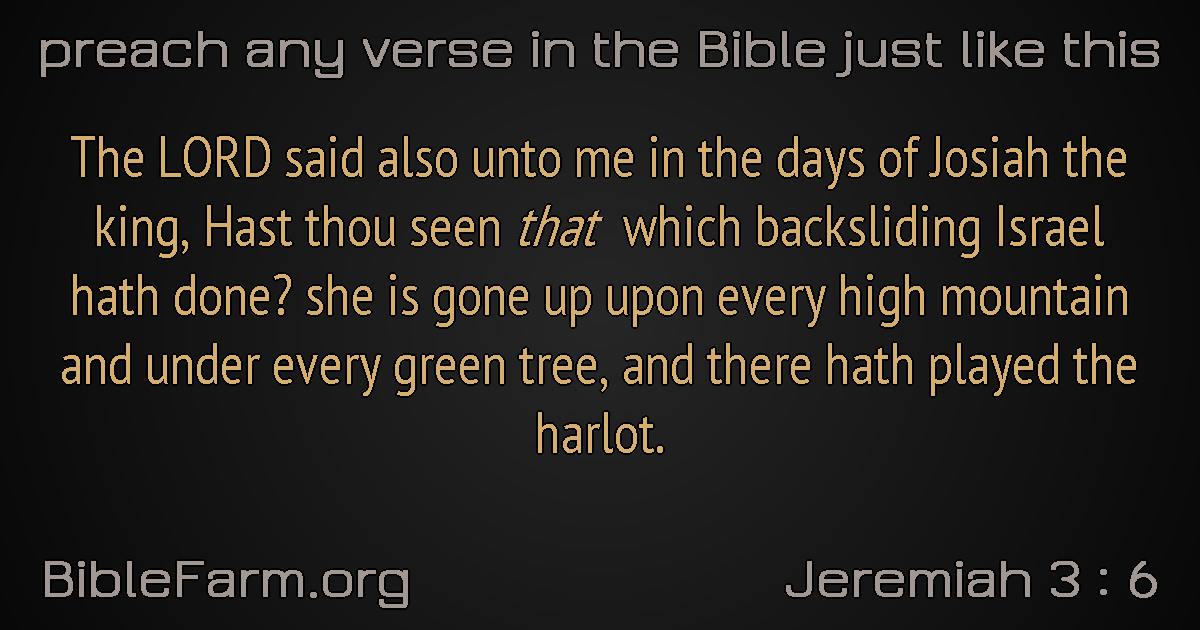 preach any verse in the Bible just like this
The LORD said also unto me in the days of Josiah the
king, Hast thou seen that which backsliding Israel
hath done? she is gone up upon every high mountain
and under every green tree, and there hath played the
harlot.
BibleFarm.org
Jeremiah 3 : 6